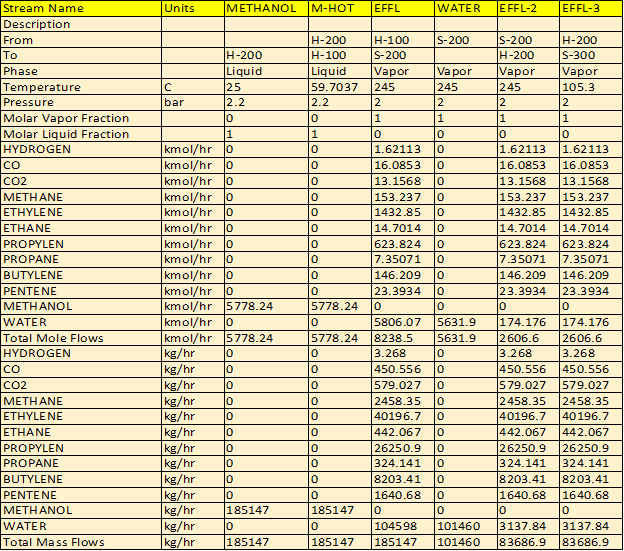 Stream Name Units METHANOL M-HOT EFFL WATER EFFL-2 EFFL-3
Description
From H-200 H-100 S-200 S-200 H-200
To H-200 H-100 S-200 H-200 S-300
Phase Liquid Liquid Vapor Vapor Vapor Vapor
Temperature C 25 59.7037 245 245 245 105.3
Pressure bar 2.2 2.2 2 2 2 2
Molar Vapor Fraction 0 0 1 1 1 1
Molar Liquid Fraction 1 1 0 0 0 0
HYDROGEN kmol/hr 0 0 1.62113 0 1.62113 1.62113
CO kmol/hr 0 0 16.0853 0 16.0853 16.0853
CO2 kmol/hr 0 0 13.1568 0 13.1568 13.1568
METHANE kmol/hr 0 0 153.237 0 153.237 153.237
ETHYLENE kmol/hr 0 0 1432.85 0 1432.85 1432.85
ETHANE kmol/hr 0 0 14.7014 0 14.7014 14.7014
PROPYLEN kmol/hr 0 0 623.824 0 623.824 623.824
PROPANE kmol/hr 0 0 7.35071 0 7.35071 7.35071
BUTYLENE kmol/hr 0 0 146.209 0 146.209 146.209
PENTENE kmol/hr 0 0 23.3934 0 23.3934 23.3934
METHANOL kmol/hr 5778.24 5778.24 0 0 0 0
WATER kmol/hr 0 0 5806.07 5631.9 174.176 174.176
Total Mole Flows kmol/hr 5778.24 5778.24 8238.5 5631.9 2606.6 2606.6
HYDROGEN kg/hr 0 0 3.268 0 3.268 3.268
CO kg/hr 0 0 450.556 0 450.556 450.556
CO2 kg/hr 0 0 579.027 0 579.027 579.027
METHANE kg/hr 0 0 2458.35 0 2458.35 2458.35
ETHYLENE kg/hr 0 0 40196.7 0 40196.7 40196.7
ETHANE kg/hr 0 0 442.067 0 442.067 442.067
PROPYLEN kg/hr 0 0 26250.9 0 26250.9 26250.9
PROPANE kg/hr 0 0 324.141 0 324.141 324.141
BUTYLENE kg/hr 0 0 8203.41 0 8203.41 8203.41
PENTENE kg/hr 0 0 1640.68 0 1640.68 1640.68
METHANOL kg/hr 185147 185147 0 0 0 0
WATER kg/hr 0 0 104598 101460 3137.84 3137.84
Total Mass Flows kg/hr 185147 185147 185147 101460 83686.9 83686.9